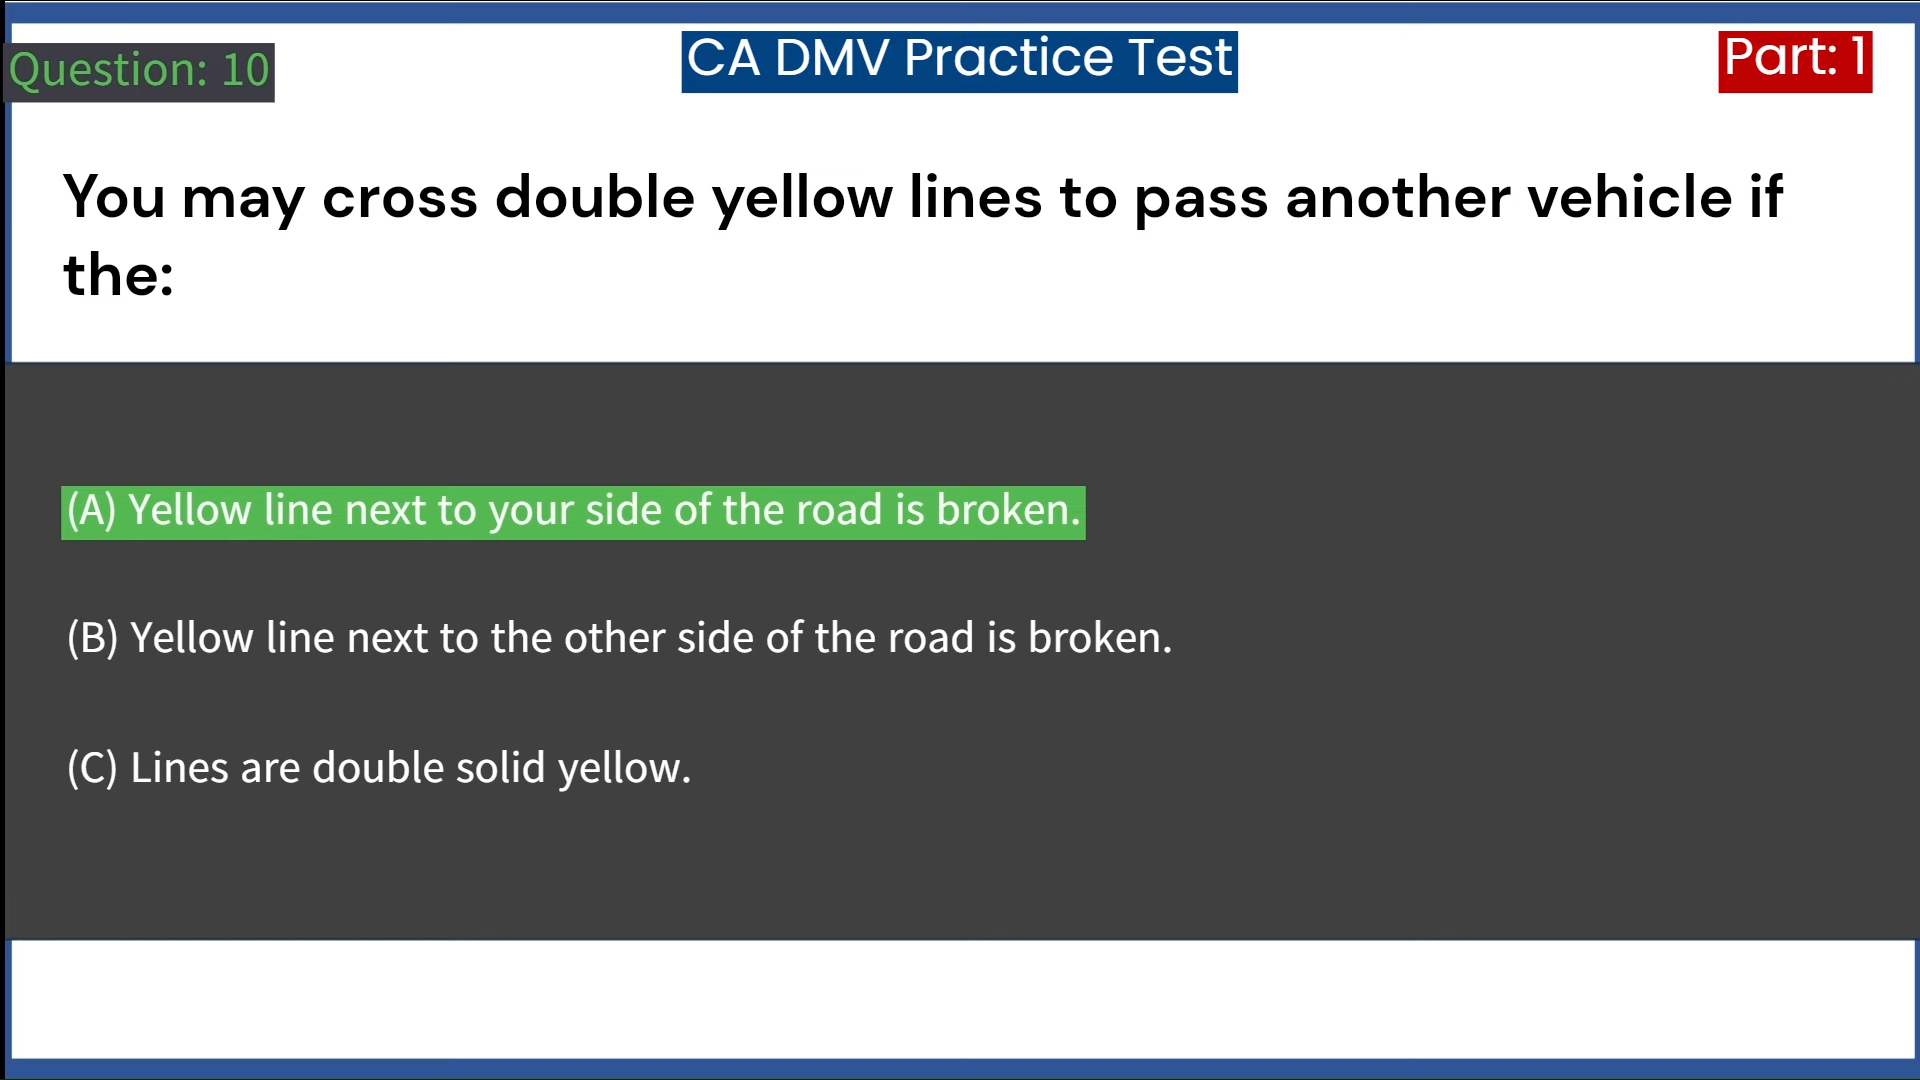 Question: 10
CA DMV Practice Test
Part: 1
You may cross double yellow lines to pass another vehicle if
the:
(A) Yellow line next to your side of the road is broken.
(B) Yellow line next to the other side of the road is broken.
(C) Lines are double solid yellow.